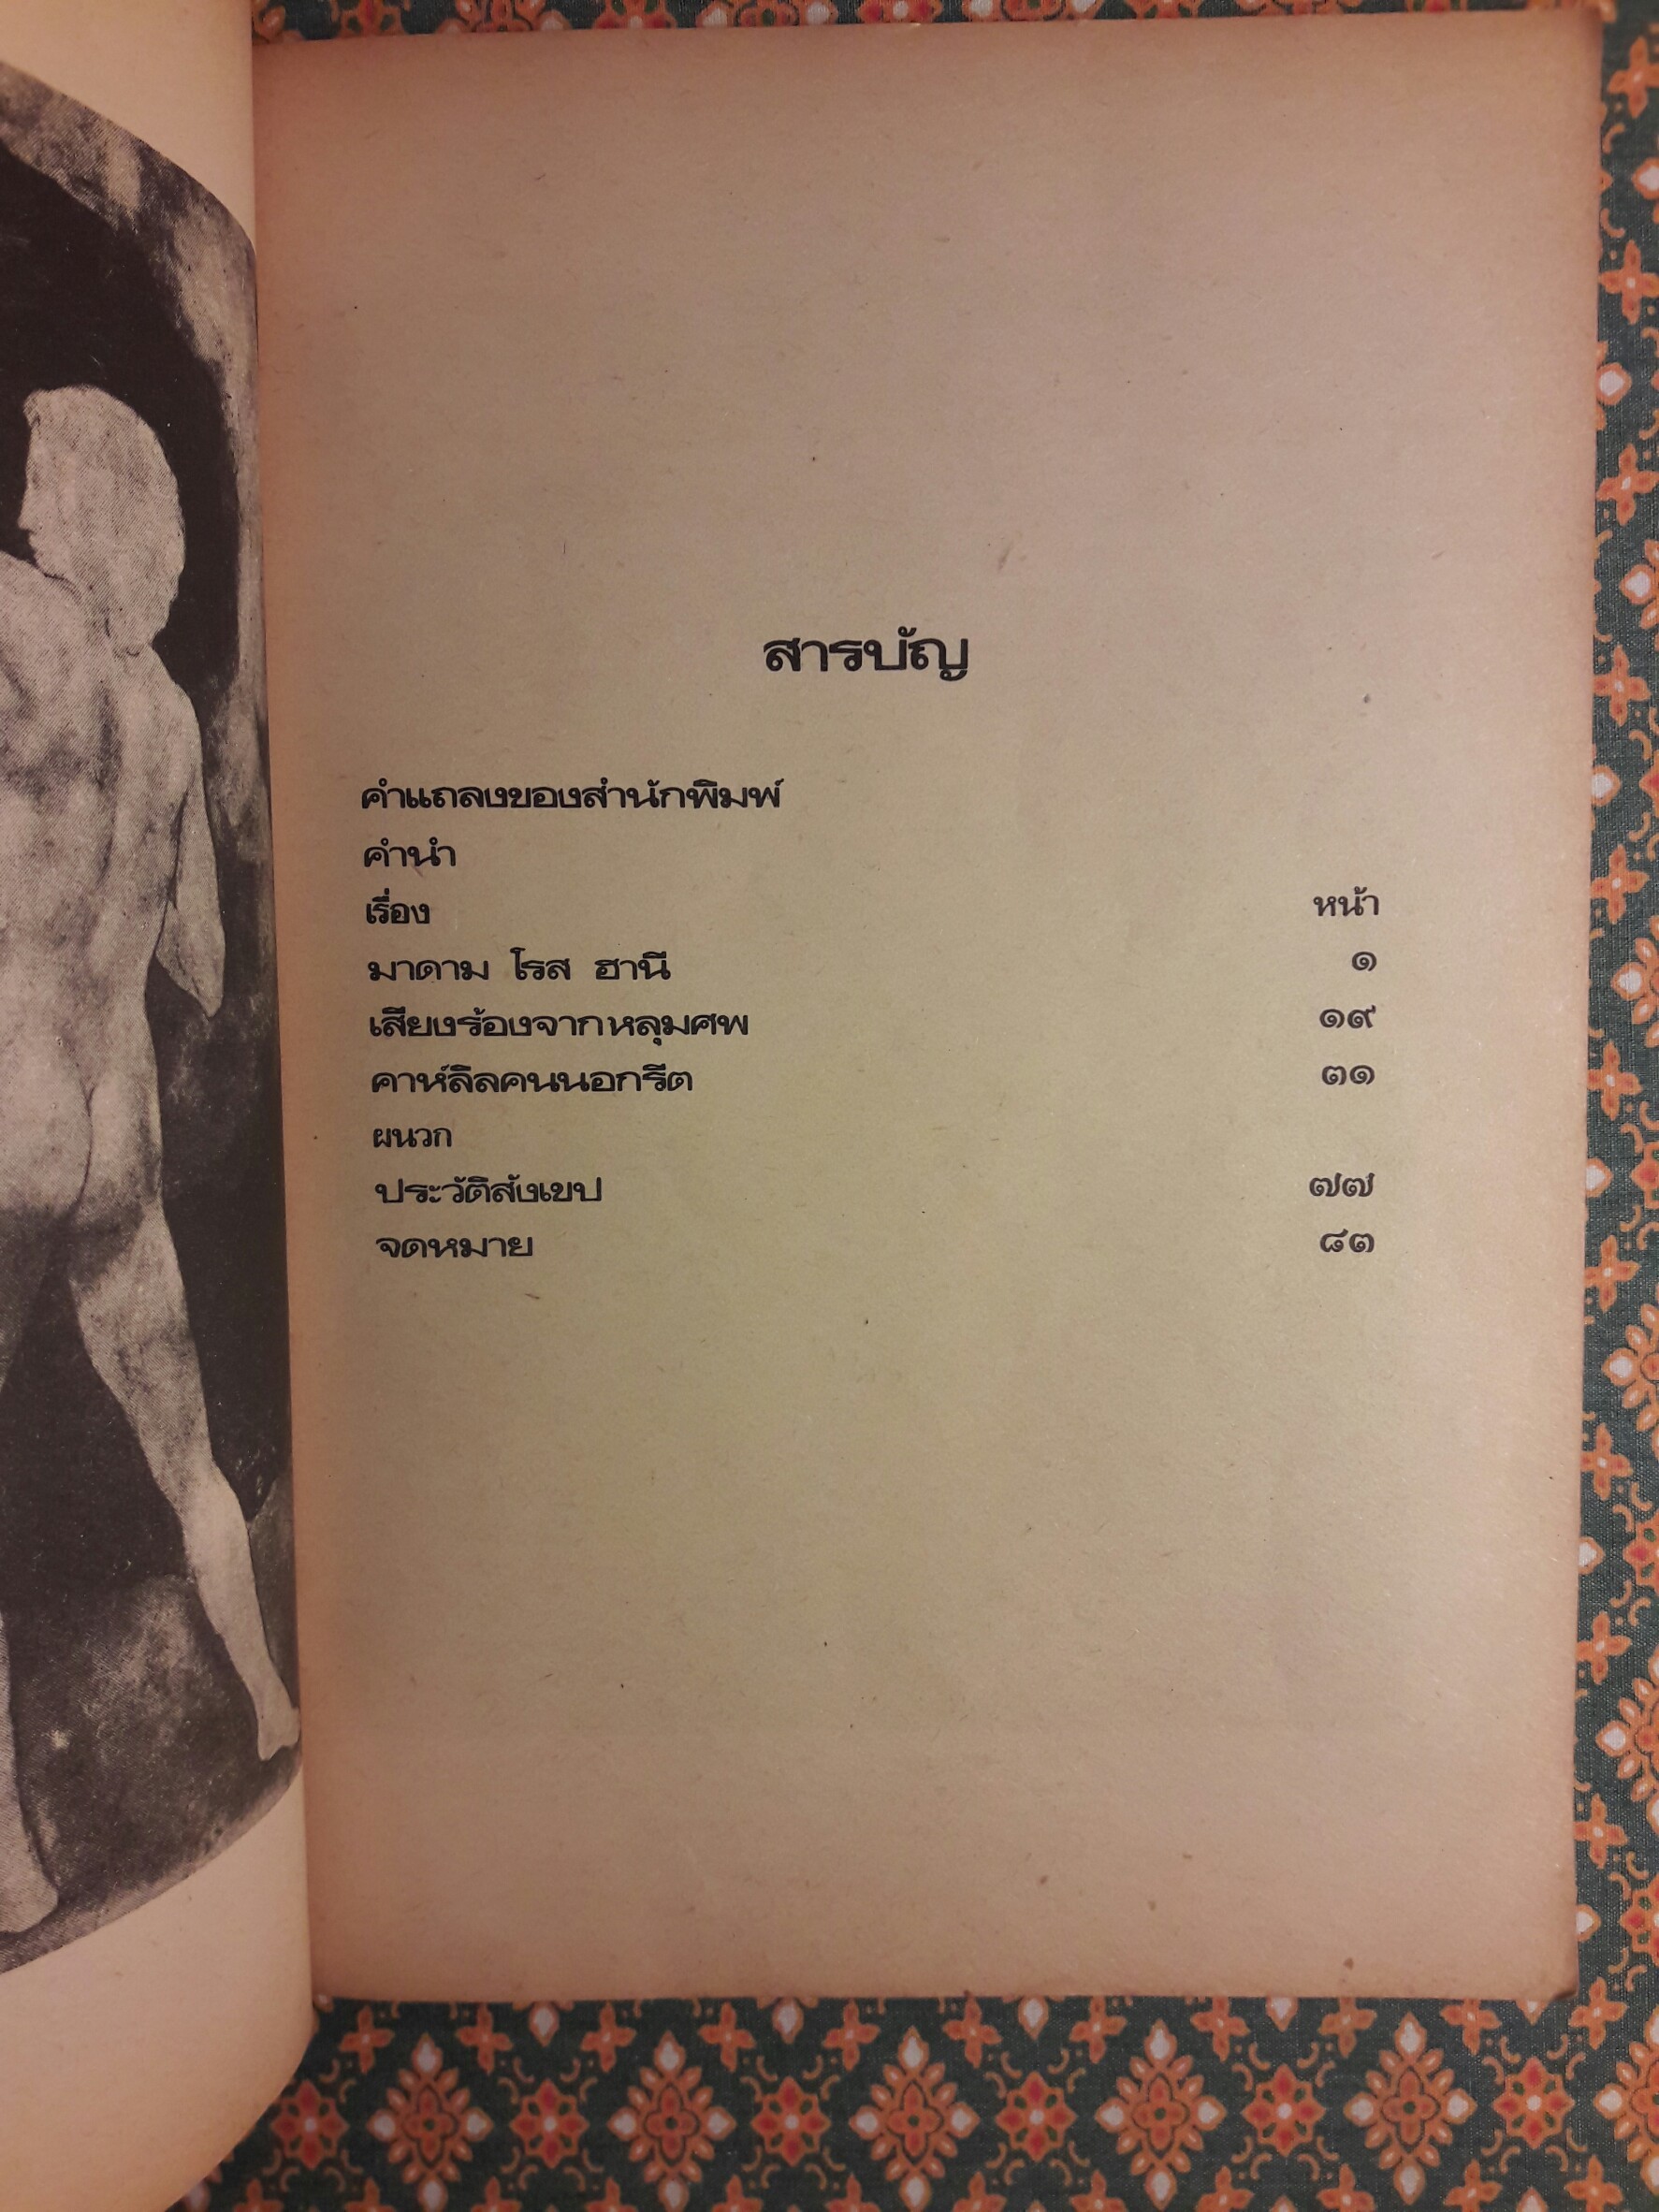 สารบัญ
คำแถลงของสำนักพิมพ์
คำนำ
เรื่อง หน้า
มาดาม โรส ฮานี ๑
เสียงร้องจากหลุมศพ ๑๙
คาห์ลิลคนนอกรีต ๓๑
ผนวก
ประวัติสังเขป ๗๗
จดหมาย ๘๓